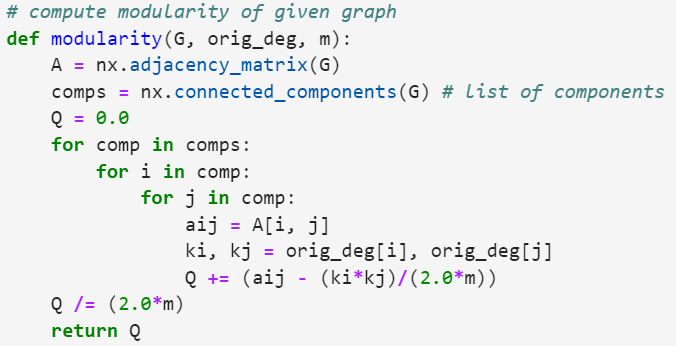 # compute modularity of given graph
def modularity(G, orig_deg, m):
    A = nx.adjacency_matrix(G)
    comps = nx.connected_components(G) # list of components
    Q = 0.0
    for comp in comps:
        for i in comp:
            for j in comp:
                aij = A[i, j]
                ki, kj = orig_deg[i], orig_deg[j]
                Q += (aij - (ki*kj)/(2.0*m))
    Q /= (2.0*m)
    return Q